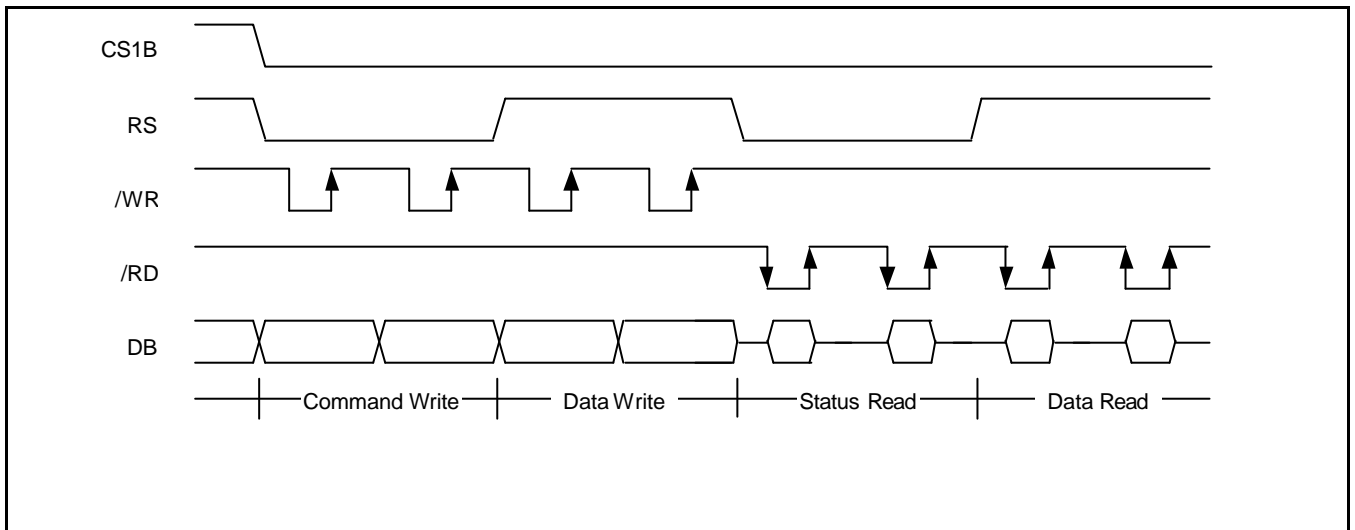 CS1B
RS
/WR
/RD
DB
Command Write Data Write Status Read Data Read